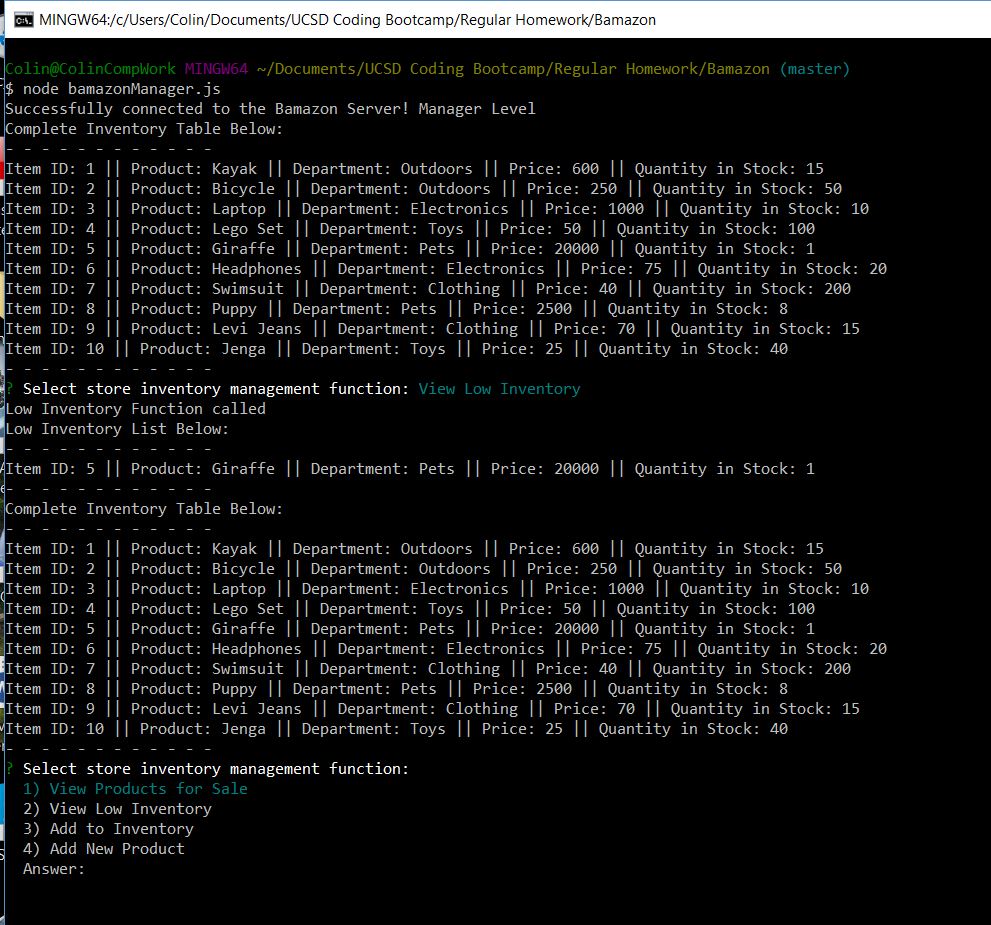 MINGW64:/c/Users/Colin/Documents/UCSD Coding Bootcamp/Regular Homework/Bamazon
Colin@ColinCompWork MINGW64 ~/Documents/UCSD Coding Bootcamp/Regular Homework/Bamazon (master)
$ node bamazonManager.js
Successfully connected to the Bamazon Server! Manager Level
Complete Inventory Table Below:
- - - - - - - - - - - -
Item ID: 1 || Product: Kayak || Department: Outdoors || Price: 600 || Quantity in Stock: 15
Item ID: 2 || Product: Bicycle || Department: Outdoors || Price: 250 || Quantity in Stock: 50
Item ID: 3 || Product: Laptop || Department: Electronics || Price: 1000 || Quantity in Stock: 10
Item ID: 4 || Product: Lego Set || Department: Toys || Price: 50 || Quantity in Stock: 100
Item ID: 5 || Product: Giraffe || Department: Pets || Price: 20000 || Quantity in Stock: 1
Item ID: 6 || Product: Headphones || Department: Electronics || Price: 75 || Quantity in Stock: 20
Item ID: 7 || Product: Swimsuit || Department: Clothing || Price: 40 || Quantity in Stock: 200
Item ID: 8 || Product: Puppy || Department: Pets || Price: 2500 || Quantity in Stock: 8
Item ID: 9 || Product: Levi Jeans || Department: Clothing || Price: 70 || Quantity in Stock: 15
Item ID: 10 || Product: Jenga || Department: Toys || Price: 25 || Quantity in Stock: 40
- - - - - - - - - - - -
? Select store inventory management function: View Low Inventory
Low Inventory Function called
Low Inventory List Below:
- - - - - - - - - - - -
Item ID: 5 || Product: Giraffe || Department: Pets || Price: 20000 || Quantity in Stock: 1
- - - - - - - - - - - -
Complete Inventory Table Below:
- - - - - - - - - - - -
Item ID: 1 || Product: Kayak || Department: Outdoors || Price: 600 || Quantity in Stock: 15
Item ID: 2 || Product: Bicycle || Department: Outdoors || Price: 250 || Quantity in Stock: 50
Item ID: 3 || Product: Laptop || Department: Electronics || Price: 1000 || Quantity in Stock: 10
Item ID: 4 || Product: Lego Set || Department: Toys || Price: 50 || Quantity in Stock: 100
Item ID: 5 || Product: Giraffe || Department: Pets || Price: 20000 || Quantity in Stock: 1
Item ID: 6 || Product: Headphones || Department: Electronics || Price: 75 || Quantity in Stock: 20
Item ID: 7 || Product: Swimsuit || Department: Clothing || Price: 40 || Quantity in Stock: 200
Item ID: 8 || Product: Puppy || Department: Pets || Price: 2500 || Quantity in Stock: 8
Item ID: 9 || Product: Levi Jeans || Department: Clothing || Price: 70 || Quantity in Stock: 15
Item ID: 10 || Product: Jenga || Department: Toys || Price: 25 || Quantity in Stock: 40
- - - - - - - - - - - -
? Select store inventory management function:
1) View Products for Sale
2) View Low Inventory
3) Add to Inventory
4) Add New Product
Answer: